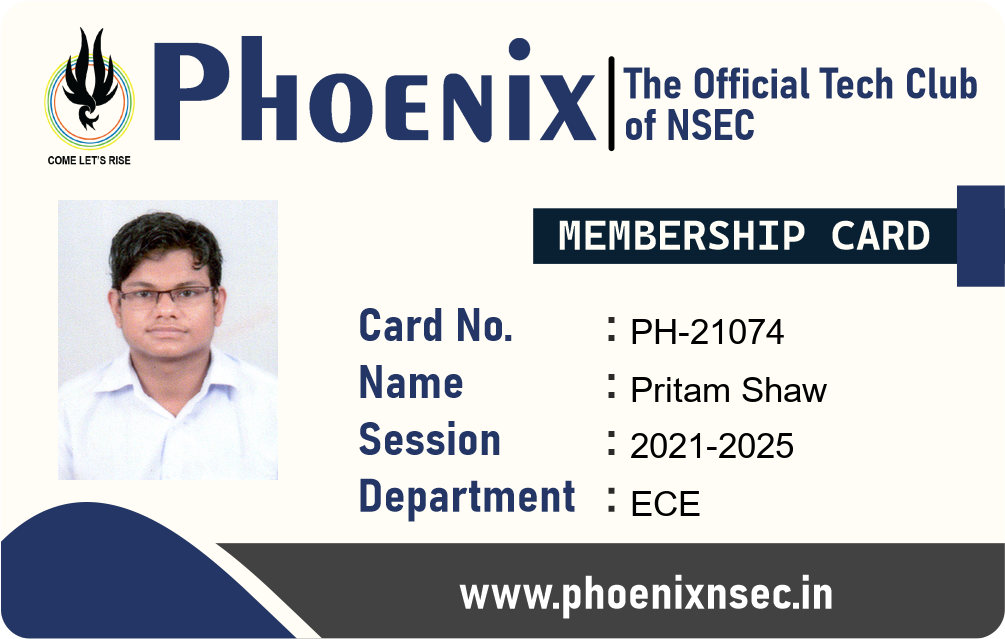 COME LET'S RISE
PHOENIX
The Official Tech Club
of NSEC
MEMBERSHIP CARD
Card No. : PH-21074
Name : Pritam Shaw
Session : 2021-2025
Department : ECE
www.phoenixnsec.in